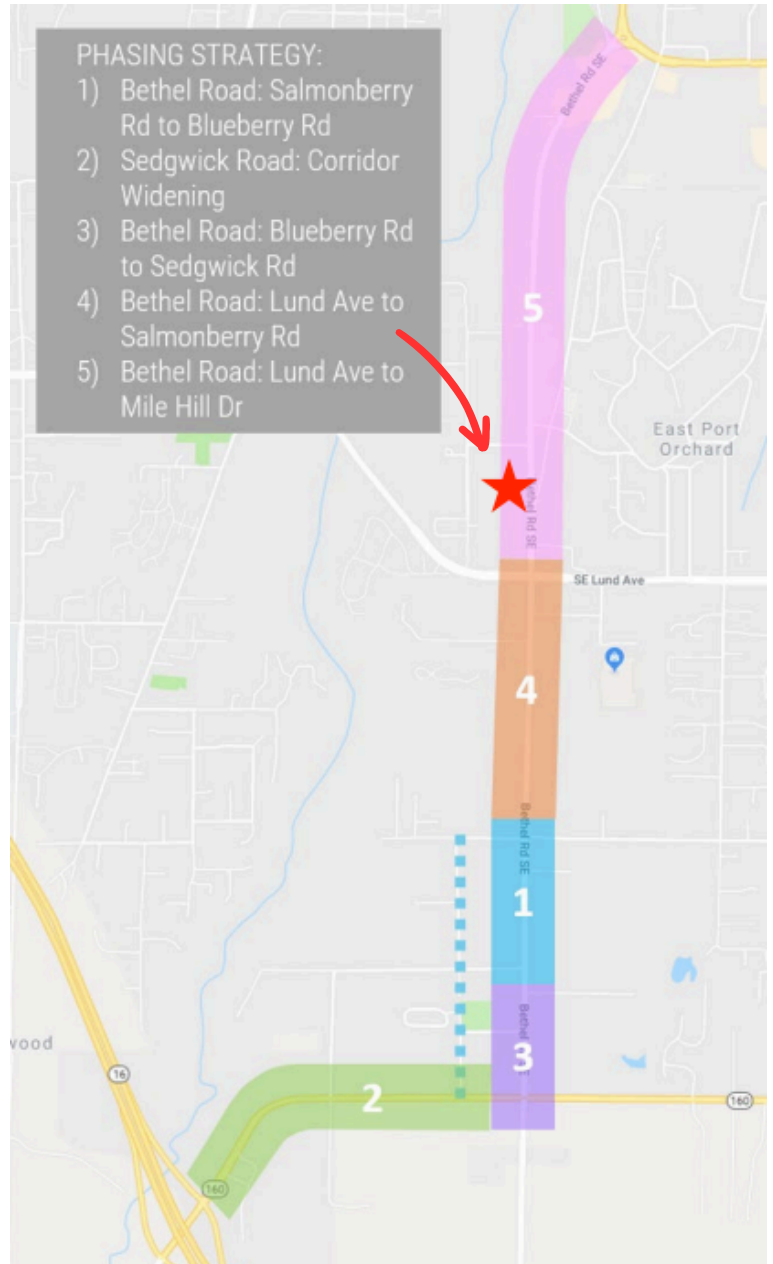 PHASING STRATEGY:
1) Bethel Road: Salmonberry
Rd to Blueberry Rd
2) Sedgwick Road: Corridor
Widening
3) Bethel Road: Blueberry Rd
to Sedgwick Rd
4) Bethel Road: Lund Ave to
Salmonberry Rd
5) Bethel Road: Lund Ave to
Mile Hill Dr
Bethel Rd SE
5
East Port
Orchard
Bethel Rd SE
SE Lund Ave
4
Bethel Rd SE
1
Bethel
3
wood
16
2
160
160